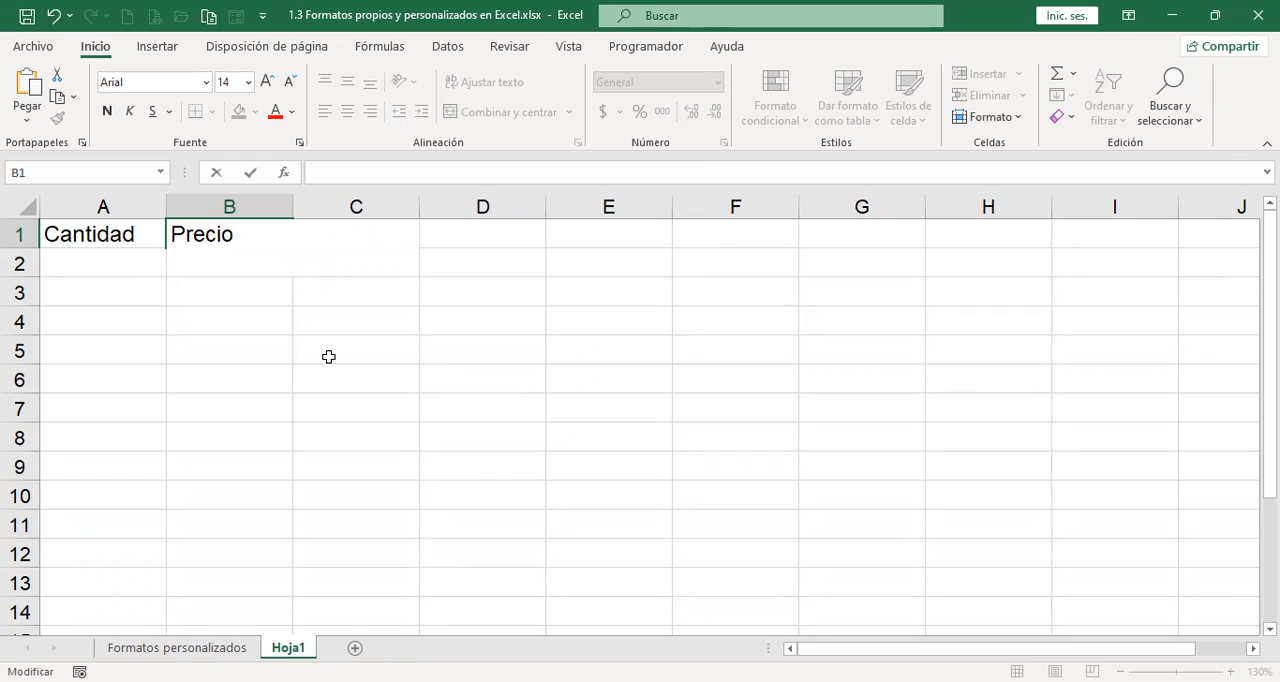 1.3 Formatos propios y personalizados en Excel.xlsx - Excel
Buscar
Inic. ses.
Archivo Inicio Insertar Disposición de página Fórmulas Datos Revisar Vista Programador Ayuda
Compartir
Pegar
Portapapeles
Arial 14
N K S
Fuente
Ajustar texto
Combinar y centrar
Alineación
General
$ % 000
Número
Formato condicional
Dar formato como tabla
Estilos de celda
Estilos
Insertar
Eliminar
Formato
Celdas
Ordenar y filtrar
Buscar y seleccionar
Edición
B1
fx
A B C D E F G H I J
1 Cantidad Precio
2
3
4
5
6
7
8
9
10
11
12
13
14
Formatos personalizados Hoja1
Modificar
130%